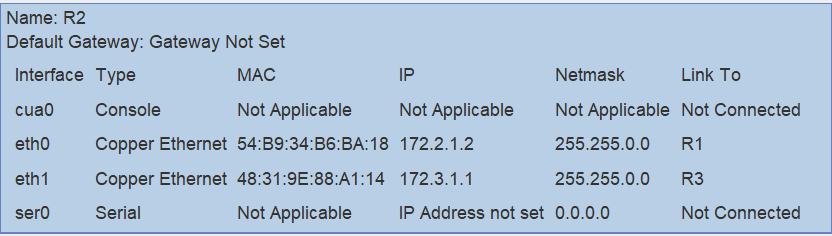 Name: R2
Default Gateway: Gateway Not Set
Interface Type MAC IP Netmask Link To
cua0 Console Not Applicable Not Applicable Not Applicable Not Connected
eth0 Copper Ethernet 54:B9:34:B6:BA:18 172.2.1.2 255.255.0.0 R1
eth1 Copper Ethernet 48:31:9E:88:A1:14 172.3.1.1 255.255.0.0 R3
ser0 Serial Not Applicable IP Address not set 0.0.0.0 Not Connected